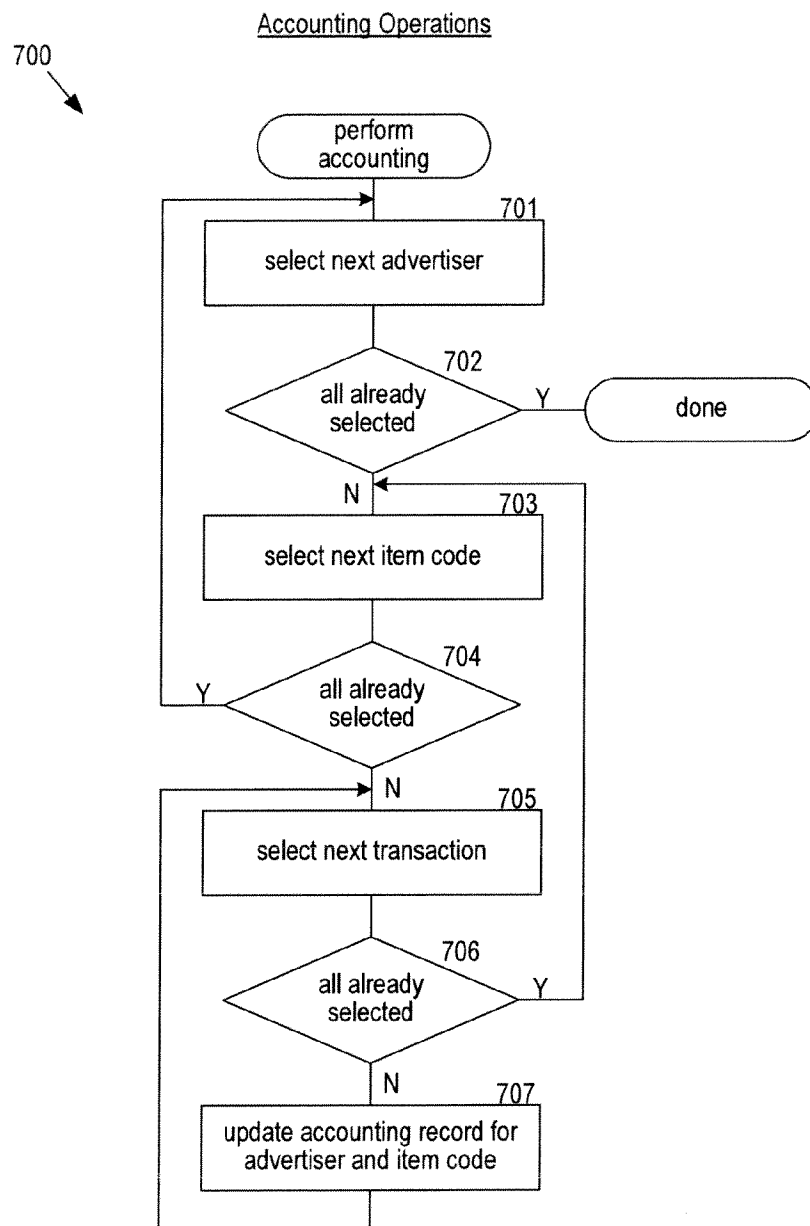 Accounting Operations
700
perform
accounting
701
select next advertiser
702
all already
selected
Y
done
N
703
select next item code
704
all already
selected
Y
N
705
select next transaction
706
all already
selected
Y
N
707
update accounting record for
advertiser and item code